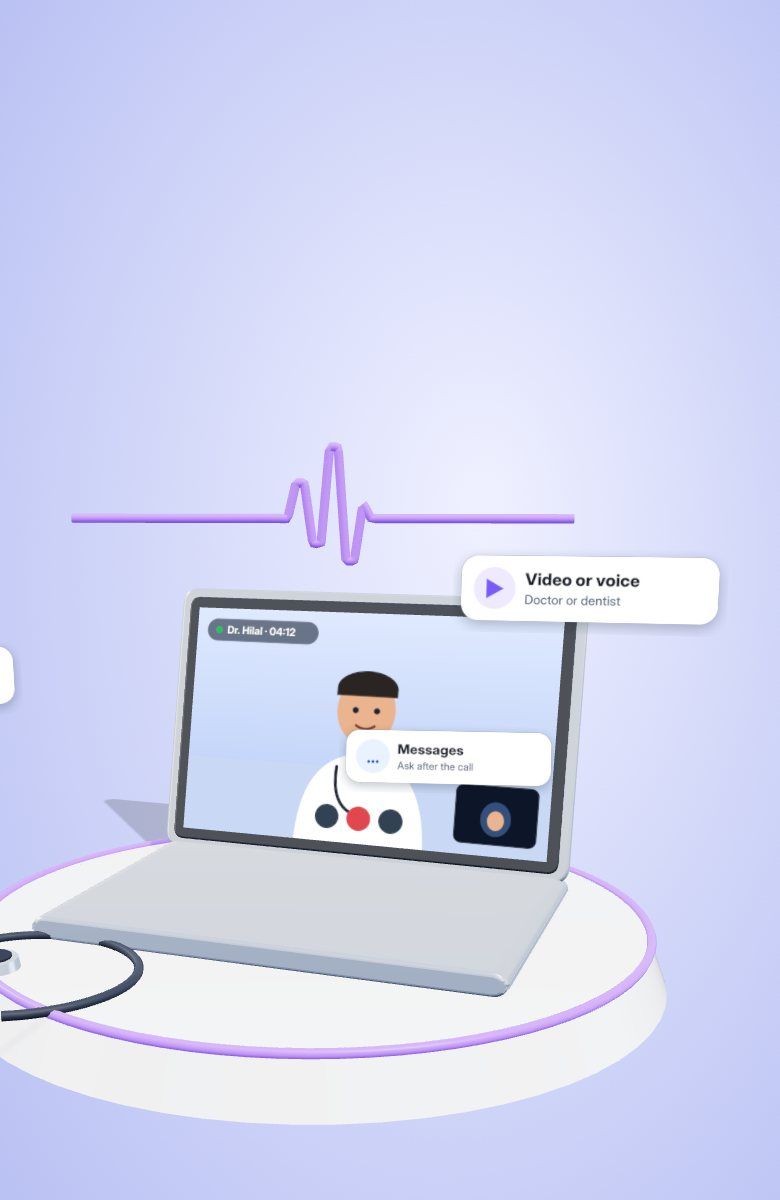 Video or voice
Doctor or dentist
Dr. Hilal · 04:12
Messages
Ask after the call